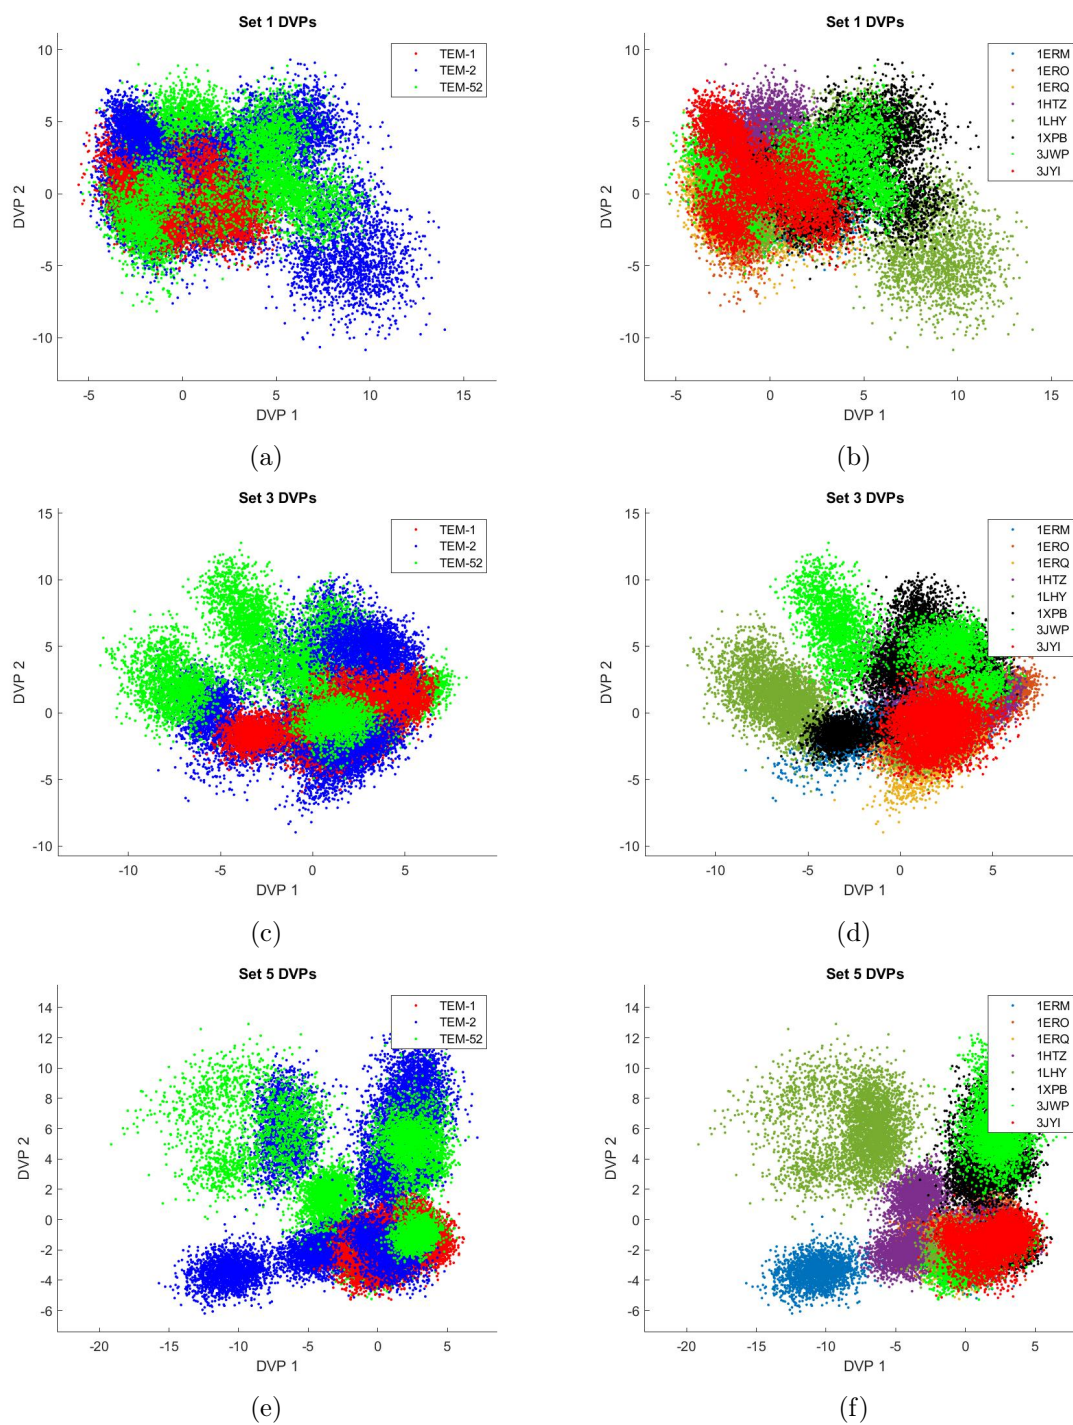 Set 1 DVPs
TEM-1
TEM-2
TEM-52
10
5
0
-5
-10
DVP 2
-5
0
5
10
15
DVP 1
(a)
Set 1 DVPs
1ERM
1ERO
1ERQ
1HTZ
1LHY
1XPB
3JWP
3JYI
10
5
0
-5
-10
DVP 2
-5
0
5
10
15
DVP 1
(b)
Set 3 DVPs
TEM-1
TEM-2
TEM-52
15
10
5
0
-5
-10
DVP 2
-10
-5
0
5
DVP 1
(c)
Set 3 DVPs
1ERM
1ERO
1ERQ
1HTZ
1LHY
1XPB
3JWP
3JYI
15
10
5
0
-5
-10
DVP 2
-10
-5
0
5
DVP 1
(d)
Set 5 DVPs
TEM-1
TEM-2
TEM-52
14
12
10
8
6
4
2
0
-2
-4
-6
DVP 2
-20
-15
-10
-5
0
5
DVP 1
(e)
Set 5 DVPs
1ERM
1ERO
1ERQ
1HTZ
1LHY
1XPB
3JWP
3JYI
14
12
10
8
6
4
2
0
-2
-4
-6
DVP 2
-20
-15
-10
-5
0
5
DVP 1
(f)